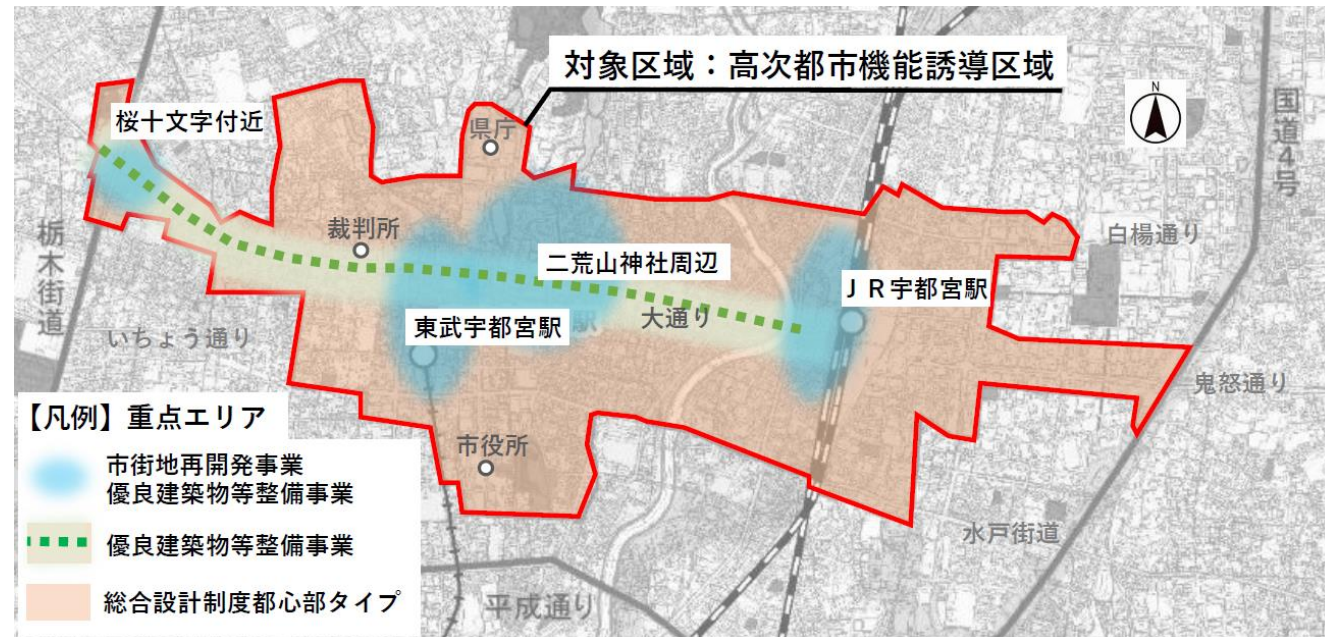 対象区域：高次都市機能誘導区域
N
国道4号
桜十文字付近
県庁
栃木街道
裁判所
白楊通り
二荒山神社周辺
ＪＲ宇都宮駅
東武宇都宮駅
駅
大通り
いちょう通り
鬼怒通り
【凡例】重点エリア
市役所
市街地再開発事業
優良建築物等整備事業
水戸街道
優良建築物等整備事業
総合設計制度都心部タイプ
平成通り